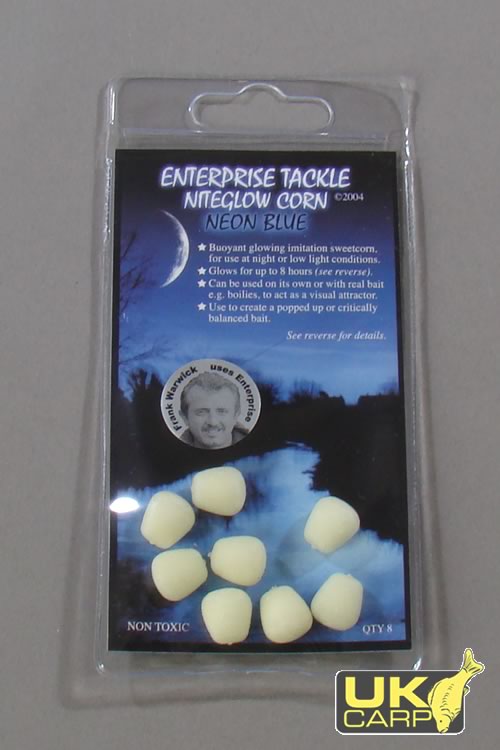 ENTERPRISE TACKLE
NITEGLOW CORN ©2004
NEON BLUE
★ Buoyant glowing imitation sweetcorn,
for use at night or low light conditions.
★ Glows for up to 8 hours (see reverse).
★ Can be used on its own or with real bait
e.g. boilies, to act as a visual attractor.
★ Use to create a popped up or critically
balanced bait.
See reverse for details.
Frank Warwick uses Enterprise
NON TOXIC
QTY 8
UK
CARP